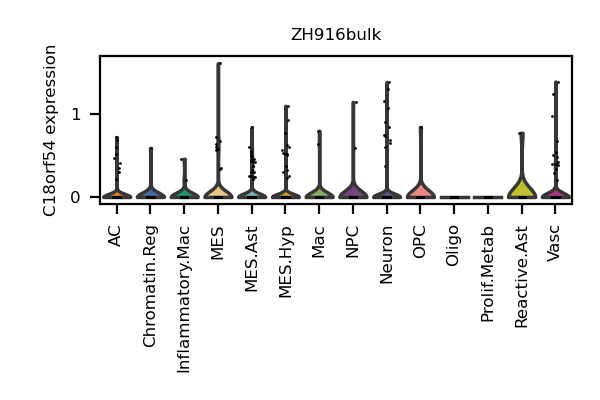 ZH916bulk
C18orf54 expression
1
0
AC
Chromatin.Reg
Inflammatory.Mac
MES
MES.Ast
MES.Hyp
Mac
NPC
Neuron
OPC
Oligo
Prolif.Metab
Reactive.Ast
Vasc